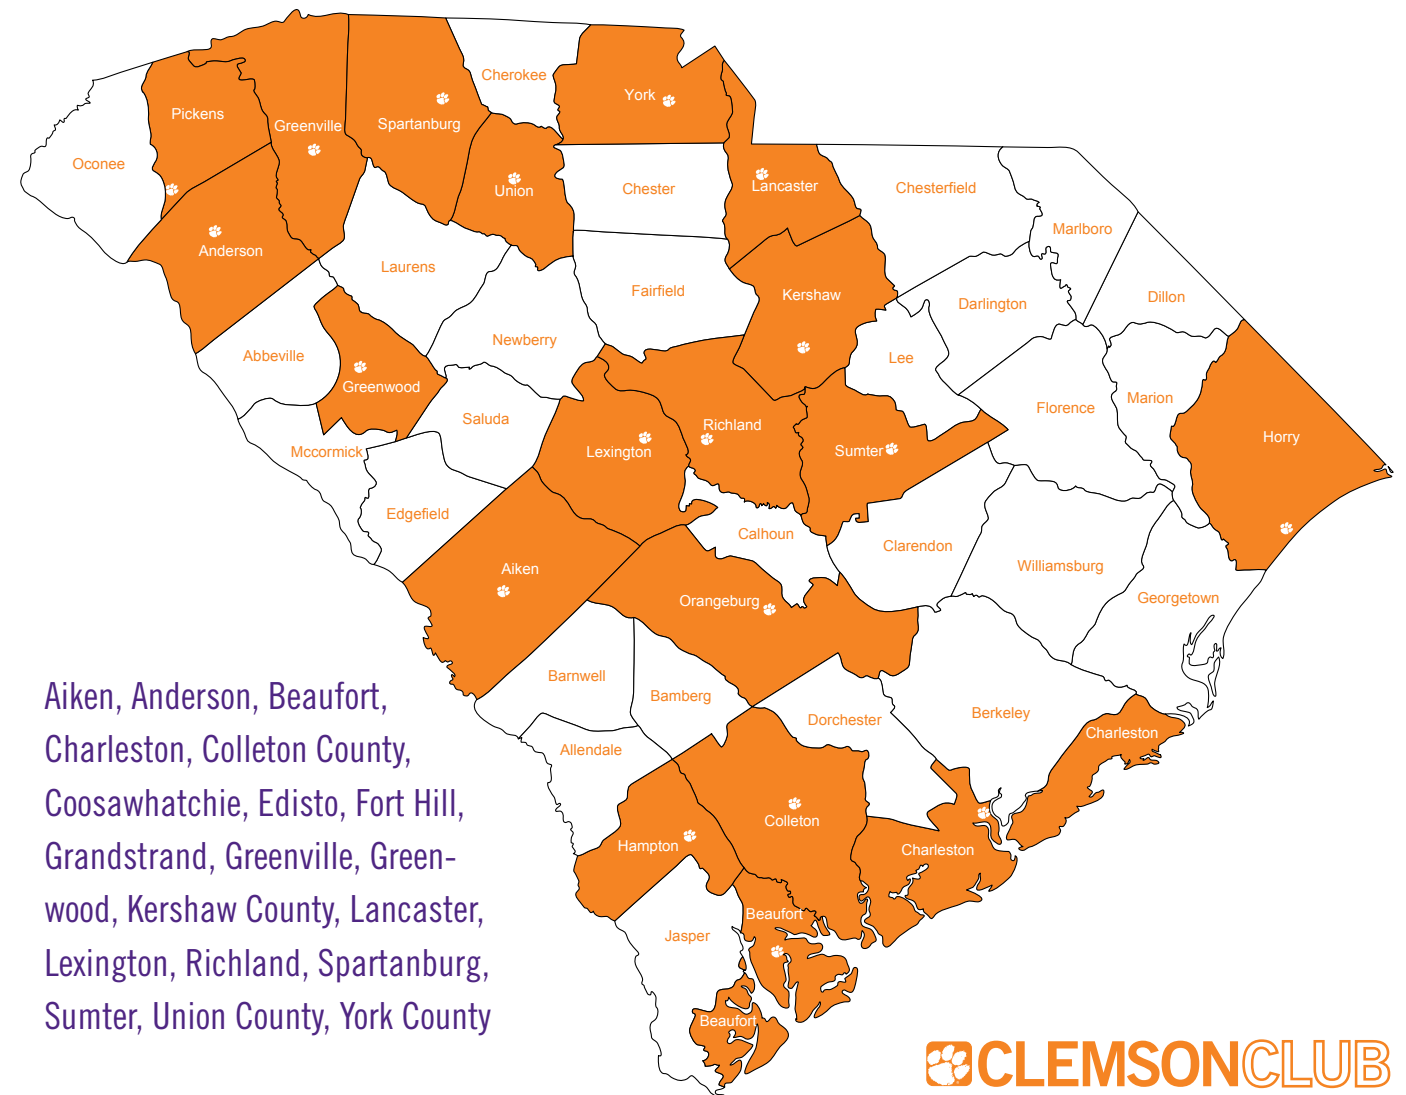 Cherokee
York
Pickens
Greenville
Spartanburg
Oconee
Union
Chester
Lancaster
Chesterfield
Marlboro
Anderson
Laurens
Fairfield
Kershaw
Darlington
Dillon
Newberry
Abbeville
Greenwood
Lee
Marion
Florence
Saluda
Richland
Horry
Mccormick
Lexington
Sumter
Edgefield
Calhoun
Clarendon
Williamsburg
Aiken
Orangeburg
Georgetown
Barnwell
Bamberg
Dorchester
Berkeley
Charleston
Allendale
Colleton
Hampton
Charleston
Beaufort
Jasper
Beaufort
Aiken, Anderson, Beaufort,
Charleston, Colleton County,
Coosawhatchie, Edisto, Fort Hill,
Grandstrand, Greenville, Green-
wood, Kershaw County, Lancaster,
Lexington, Richland, Spartanburg,
Sumter, Union County, York County
CLEMSONCLUB